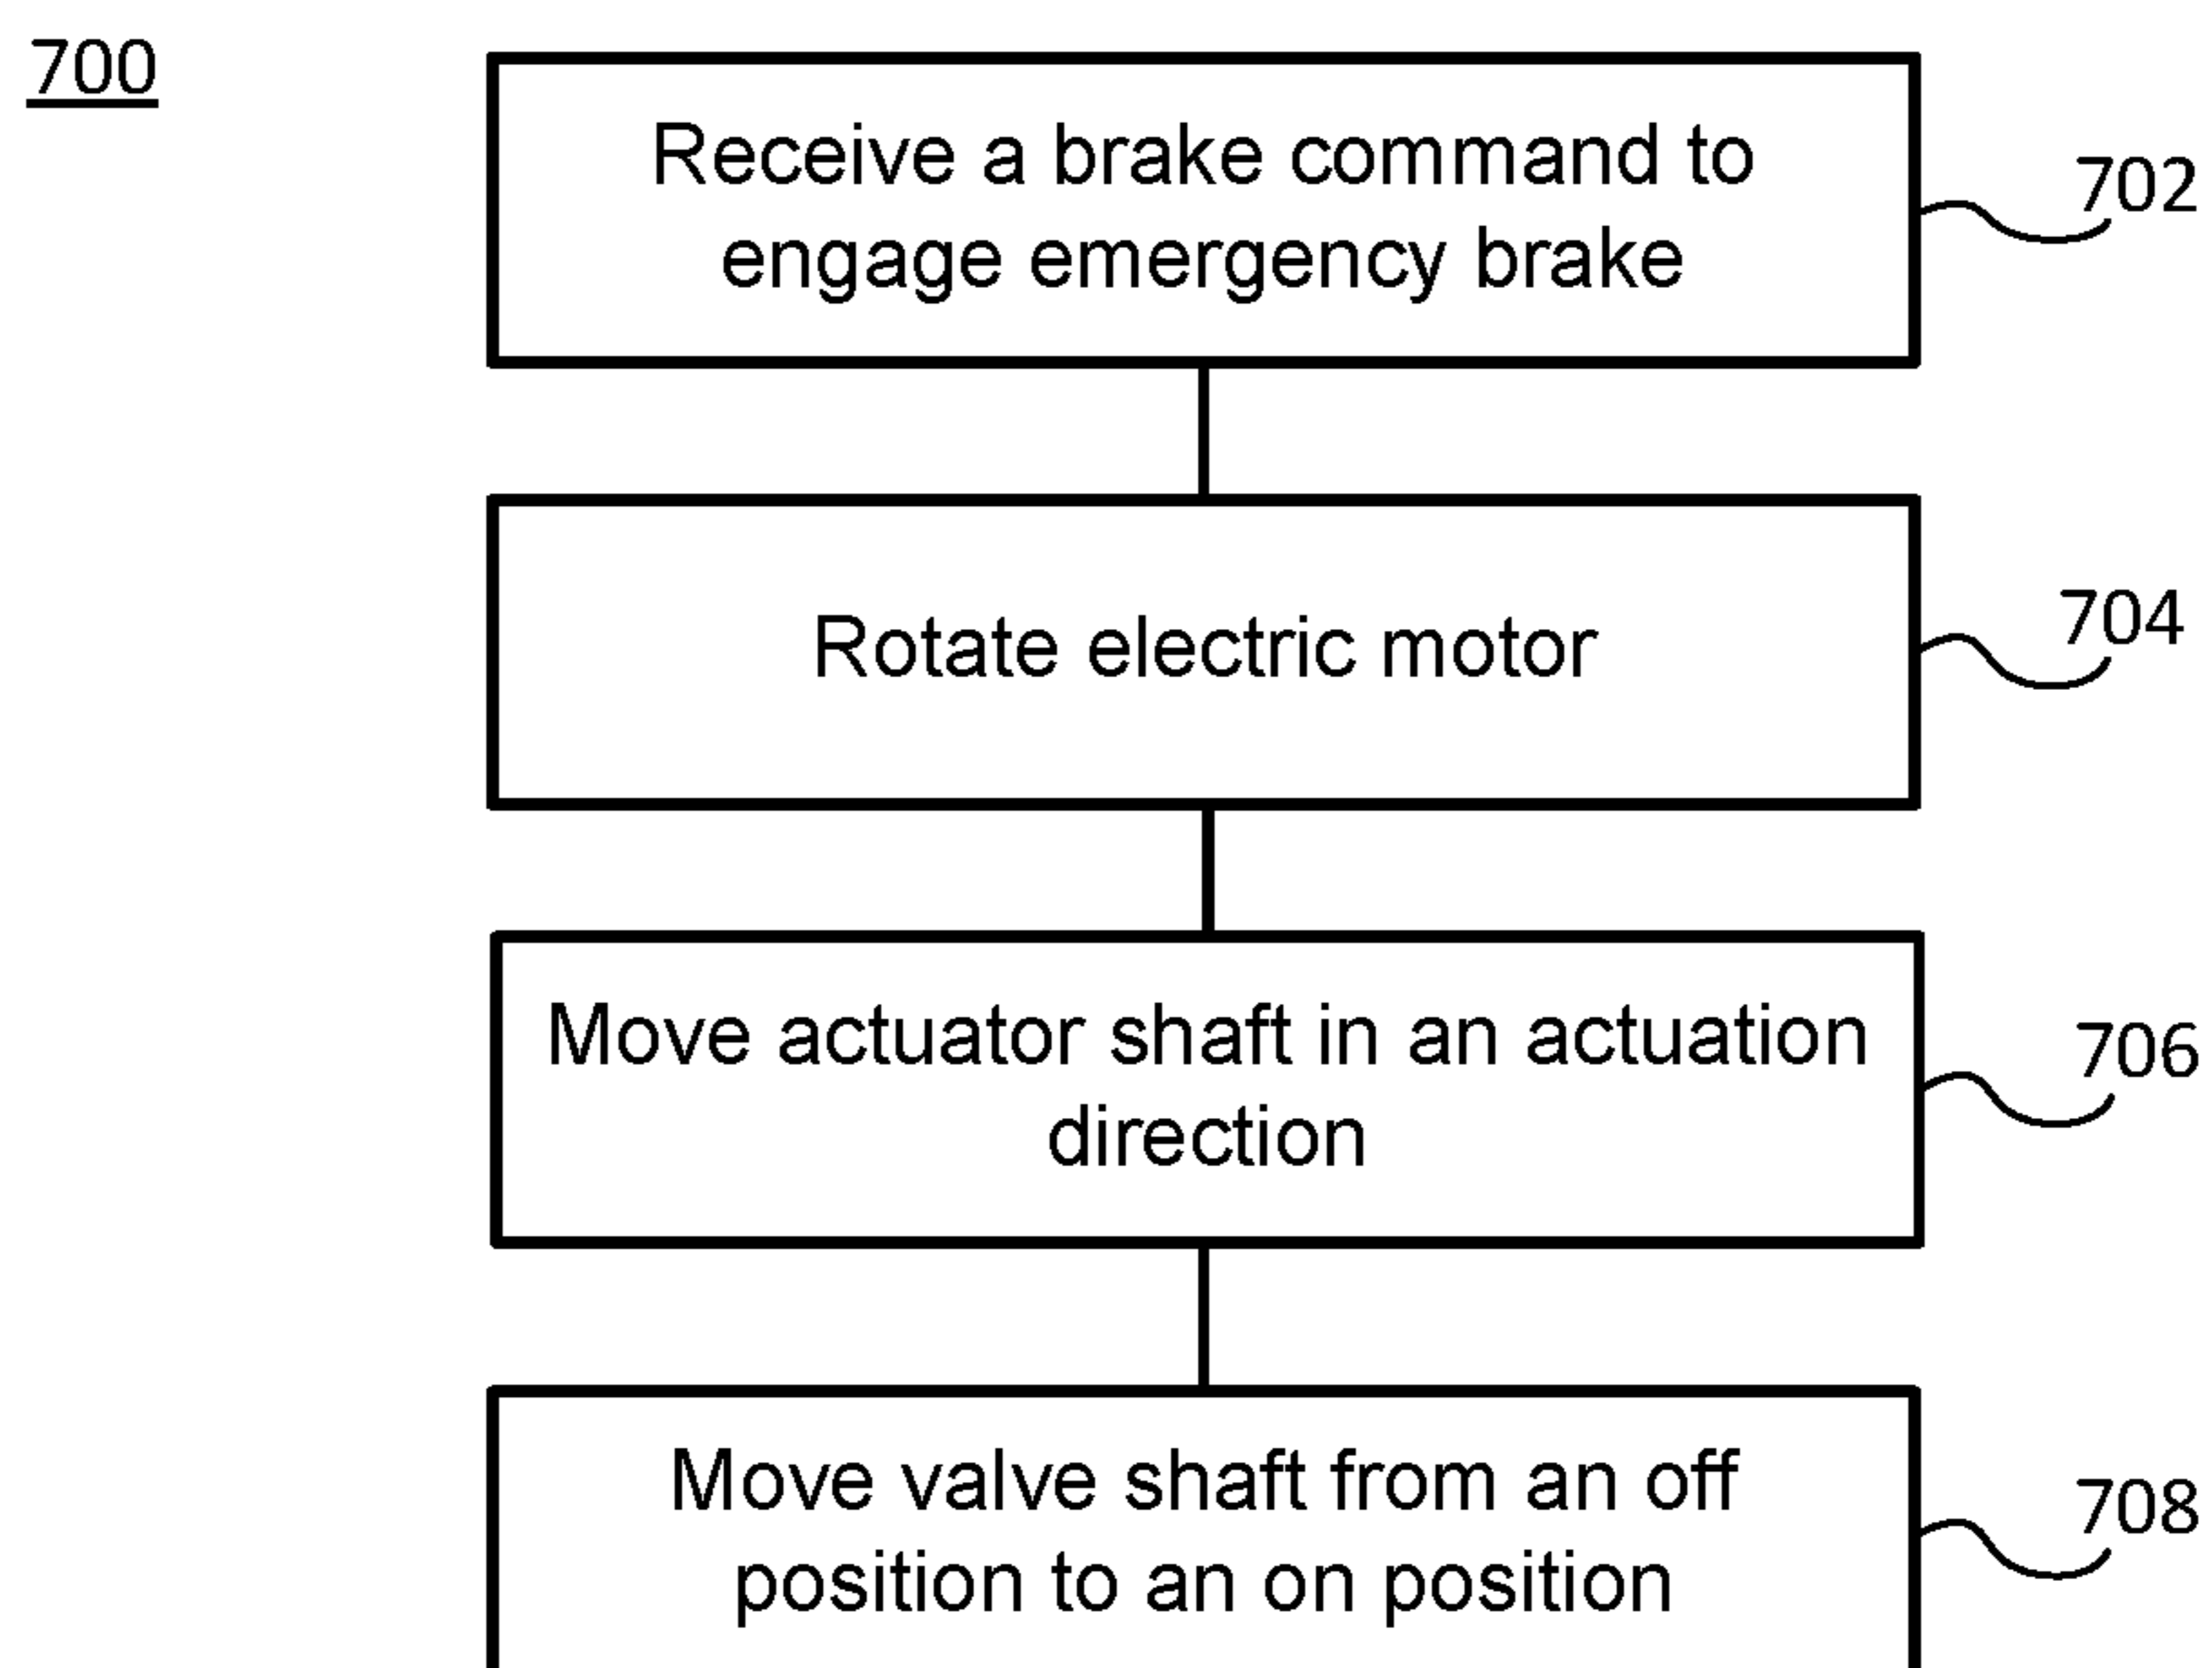 700
Receive a brake command to
engage emergency brake
702
Rotate electric motor
704
Move actuator shaft in an actuation
direction
706
Move valve shaft from an off
position to an on position
708